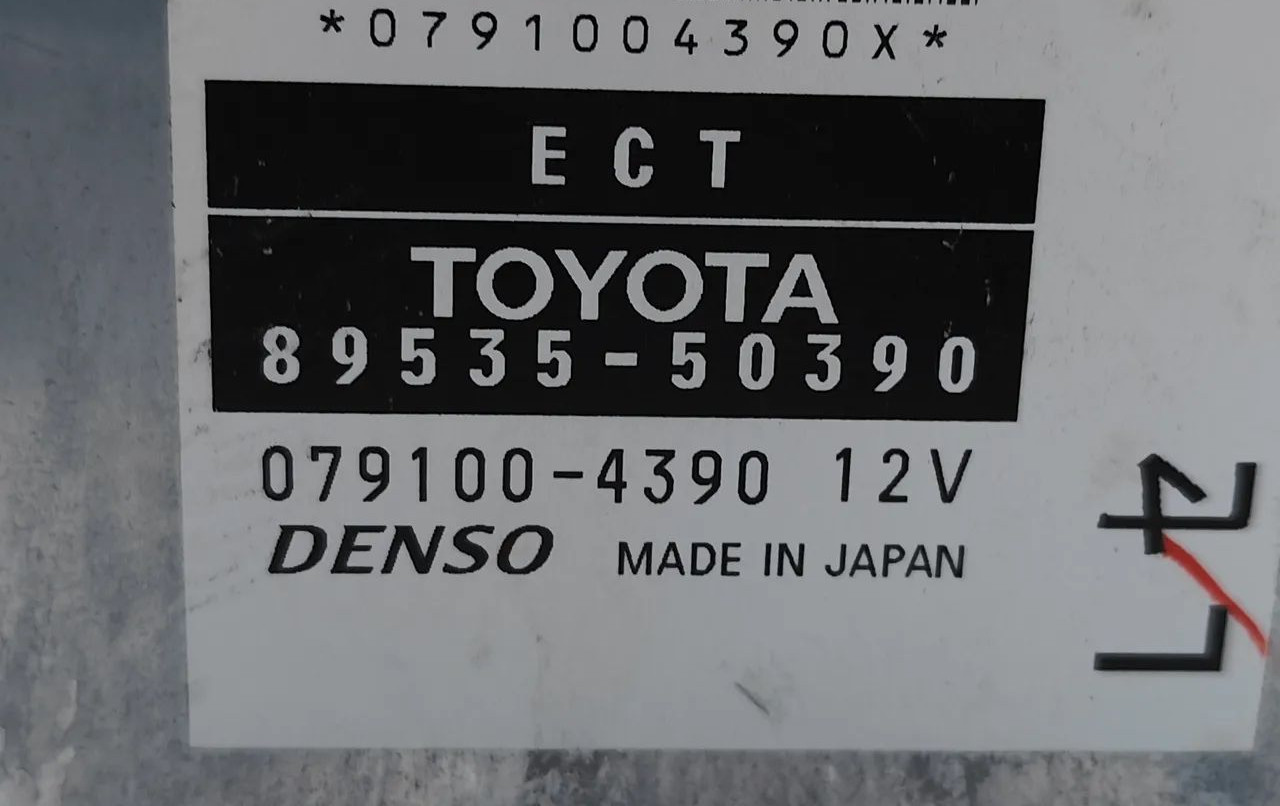 *0791004390X*
ECT
TOYOTA
89535-50390
079100-4390 12V
DENSO MADE IN JAPAN